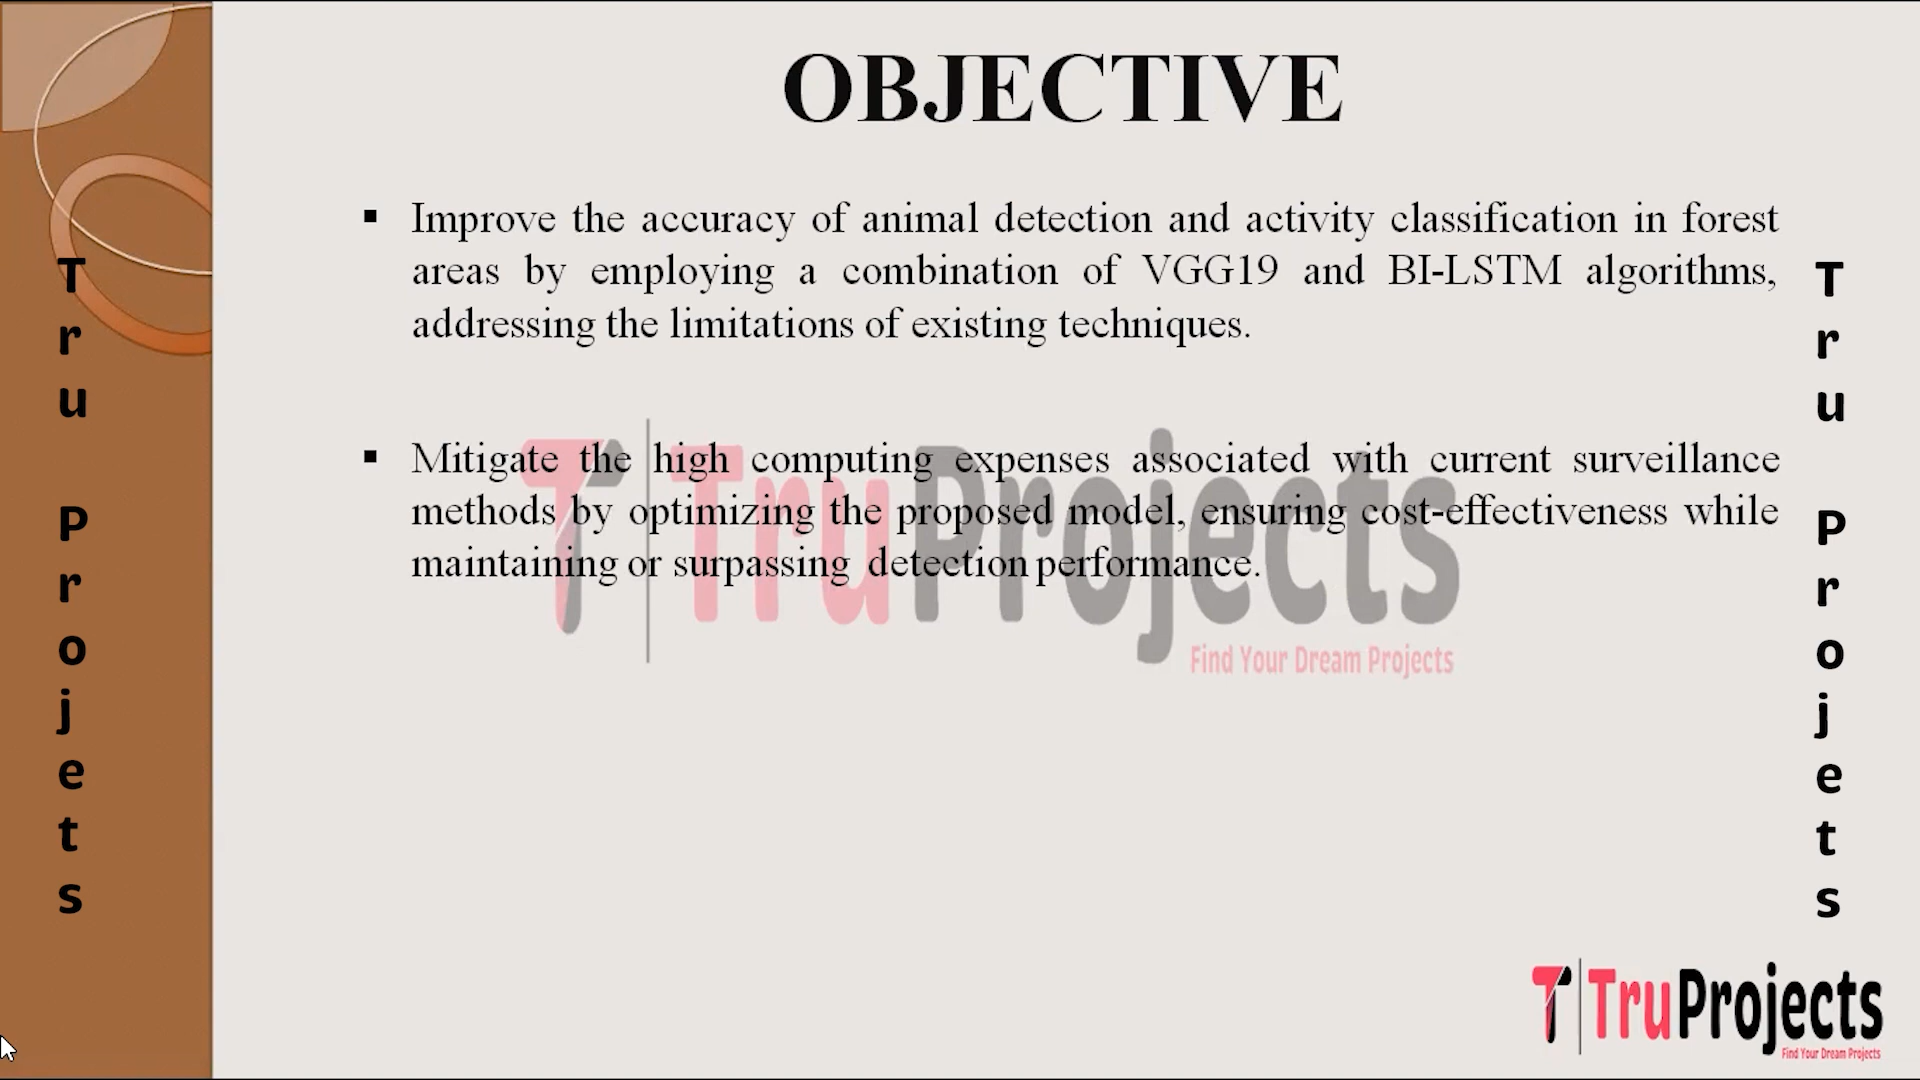 OBJECTIVE
▪ Improve the accuracy of animal detection and activity classification in forest
areas by employing a combination of VGG19 and BI-LSTM algorithms,
addressing the limitations of existing techniques.
▪ Mitigate the high computing expenses associated with current surveillance
methods by optimizing the proposed model, ensuring cost-effectiveness while
maintaining or surpassing detection performance.
TruProjects
Find Your Dream Projects
Tru Projets
Tru Projets
TruProjects
Find Your Dream Projects